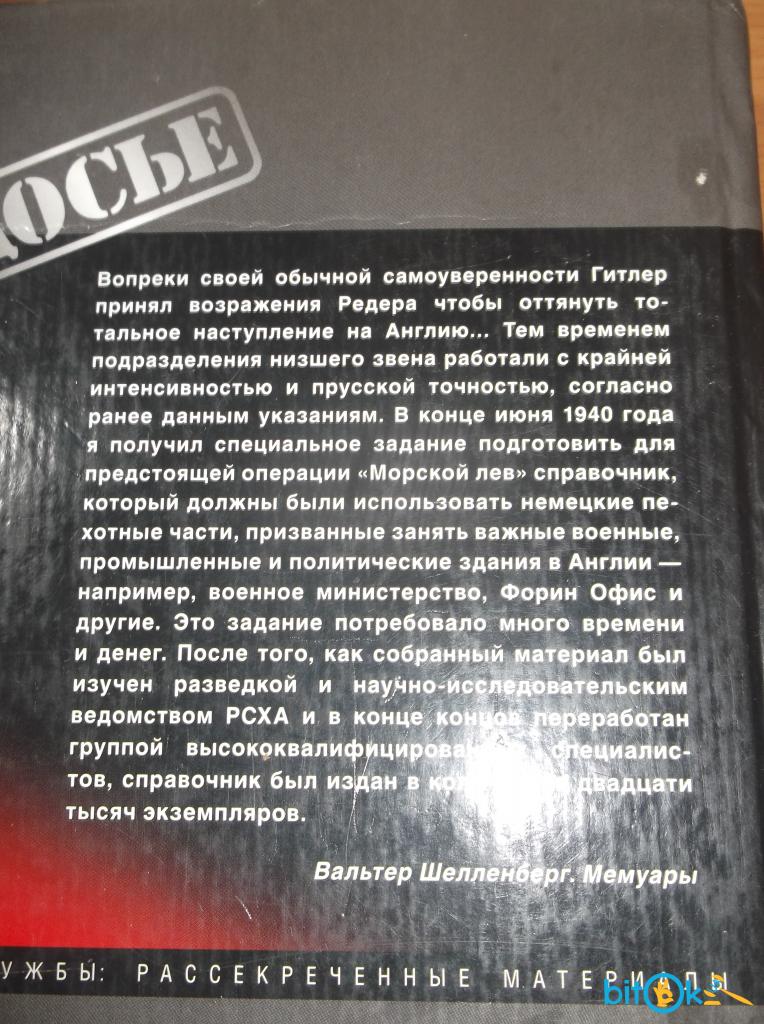 ДОСЬЕ
Вопреки своей обычной самоуверенности Гитлер
принял возражения Редера чтобы оттянуть то-
тальное наступление на Англию... Тем временем
подразделения низшего звена работали с крайней
интенсивностью и прусской точностью, согласно
ранее данным указаниям. В конце июня 1940 года
я получил специальное задание подготовить для
предстоящей операции «Морской лев» справочник,
который должны были использовать немецкие пе-
хотные части, призванные занять важные военные,
промышленные и политические здания в Англии —
например, военное министерство, Форин Офис и
другие. Это задание потребовало много времени
и денег. После того, как собранный материал был
изучен разведкой и научно-исследовательским
ведомством РСХА и в конце концов переработан
группой специалис-
тов, справочник был издан в двадцати
тысяч экземпляров.
Вальтер Шелленберг. Мемуары
УЖБЫ: РАССЕКРЕЧЕННЫЕ МАТЕРИАЛЫ